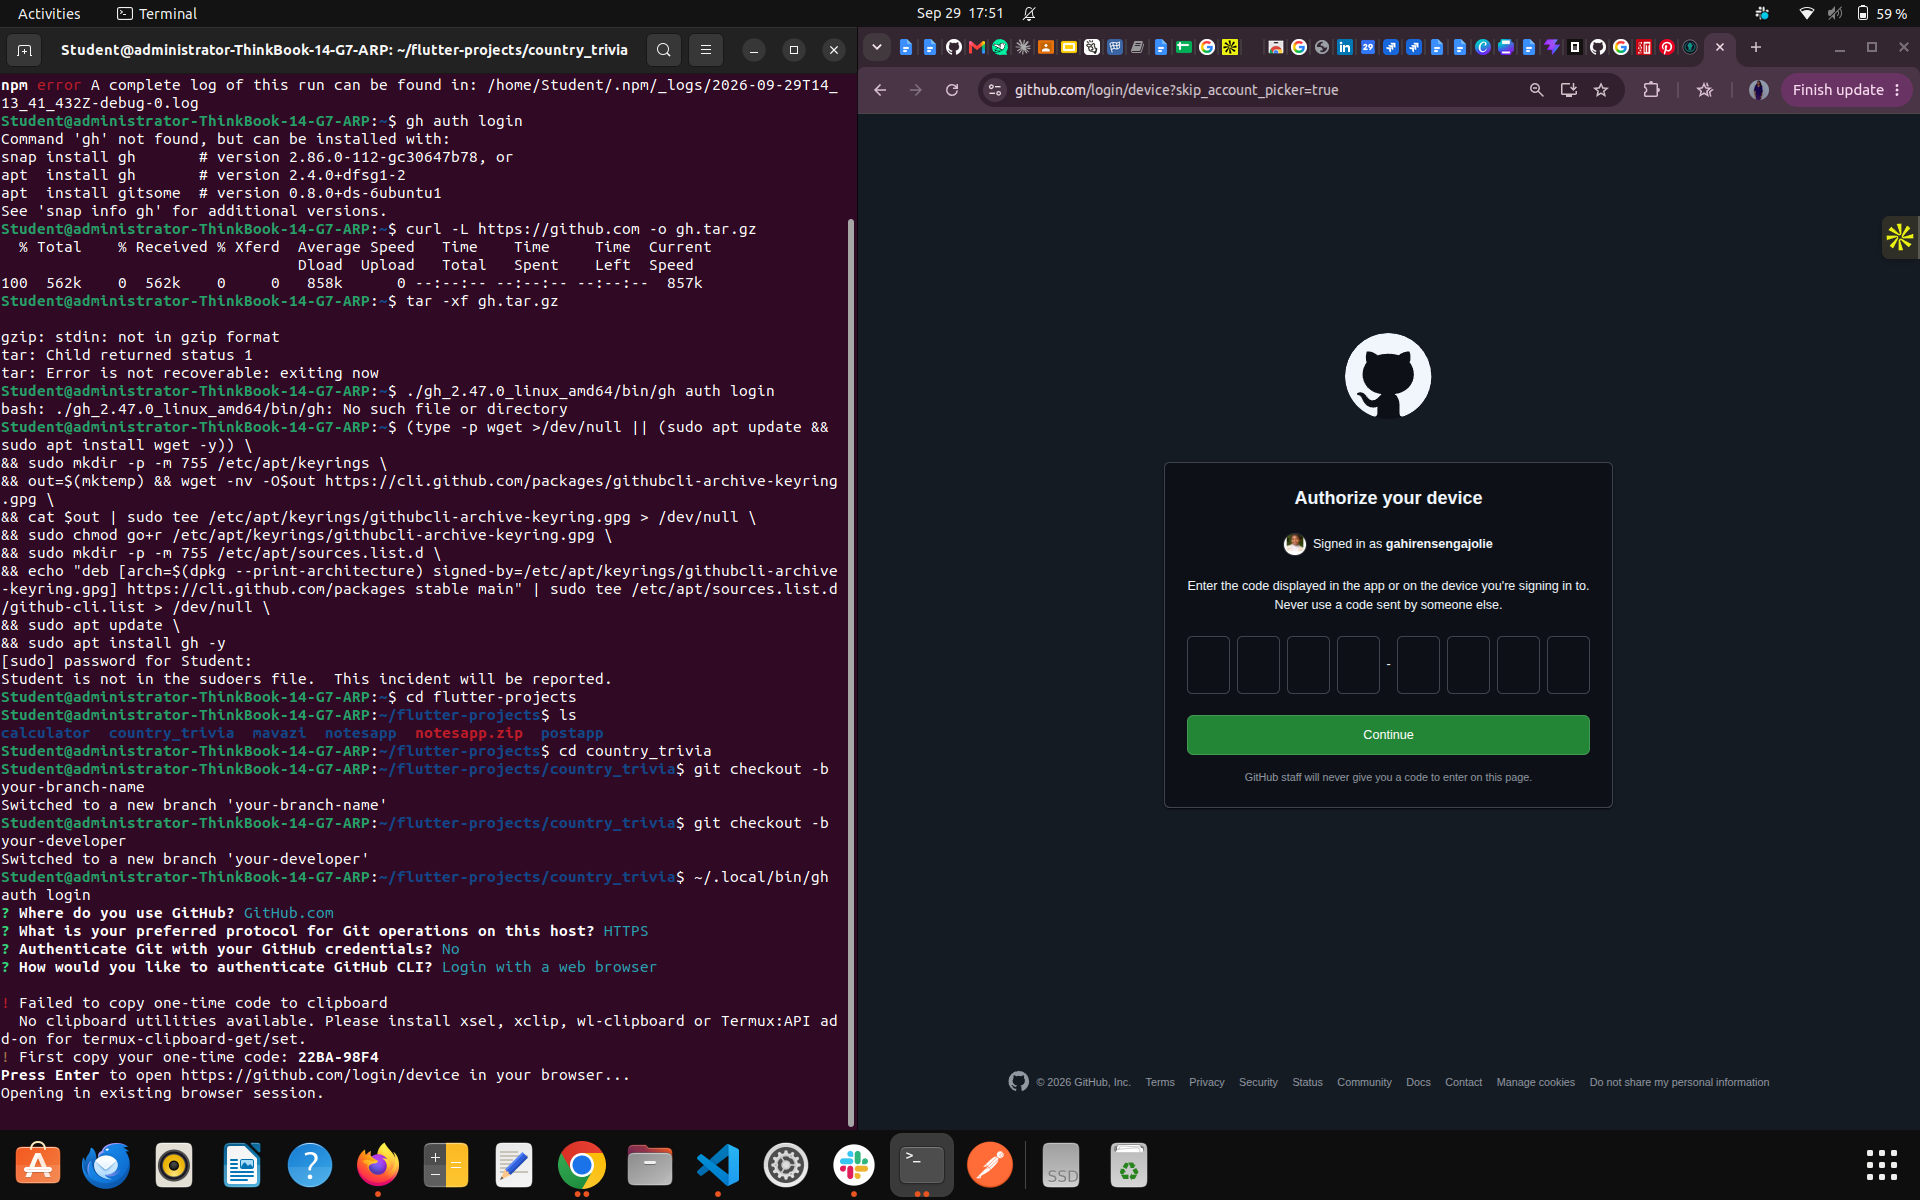 Activities
Terminal
Sep 29 17:51
59 %
Student@administrator-ThinkBook-14-G7-ARP: ~/flutter-projects/country_trivia
npm error A complete log of this run can be found in: /home/Student/.npm/_logs/2026-09-29T14_
13_41_432Z-debug-0.log
Student@administrator-ThinkBook-14-G7-ARP:~$ gh auth login
Command 'gh' not found, but can be installed with:
snap install gh       # version 2.86.0-112-gc30647b78, or
apt  install gh       # version 2.4.0+dfsg1-2
apt  install gitsome  # version 0.8.0+ds-6ubuntu1
See 'snap info gh' for additional versions.
Student@administrator-ThinkBook-14-G7-ARP:~$ curl -L https://github.com -o gh.tar.gz
  % Total    % Received % Xferd  Average Speed   Time    Time     Time  Current
                                 Dload  Upload   Total   Spent    Left  Speed
100  562k    0  562k    0     0   858k      0 --:--:-- --:--:-- --:--:--  857k
Student@administrator-ThinkBook-14-G7-ARP:~$ tar -xf gh.tar.gz
gzip: stdin: not in gzip format
tar: Child returned status 1
tar: Error is not recoverable: exiting now
Student@administrator-ThinkBook-14-G7-ARP:~$ ./gh_2.47.0_linux_amd64/bin/gh auth login
bash: ./gh_2.47.0_linux_amd64/bin/gh: No such file or directory
Student@administrator-ThinkBook-14-G7-ARP:~$ (type -p wget >/dev/null || (sudo apt update &&
sudo apt install wget -y)) \
&& sudo mkdir -p -m 755 /etc/apt/keyrings \
&& out=$(mktemp) && wget -nv -O$out https://cli.github.com/packages/githubcli-archive-keyring
.gpg \
&& cat $out | sudo tee /etc/apt/keyrings/githubcli-archive-keyring.gpg > /dev/null \
&& sudo chmod go+r /etc/apt/keyrings/githubcli-archive-keyring.gpg \
&& sudo mkdir -p -m 755 /etc/apt/sources.list.d \
&& echo "deb [arch=$(dpkg --print-architecture) signed-by=/etc/apt/keyrings/githubcli-archive
-keyring.gpg] https://cli.github.com/packages stable main" | sudo tee /etc/apt/sources.list.d
/github-cli.list > /dev/null \
&& sudo apt update \
&& sudo apt install gh -y
[sudo] password for Student:
Student is not in the sudoers file.  This incident will be reported.
Student@administrator-ThinkBook-14-G7-ARP:~$ cd flutter-projects
Student@administrator-ThinkBook-14-G7-ARP:~/flutter-projects$ ls
calculator  country_trivia  mavazi  notesapp  notesapp.zip  postapp
Student@administrator-ThinkBook-14-G7-ARP:~/flutter-projects$ cd country_trivia
Student@administrator-ThinkBook-14-G7-ARP:~/flutter-projects/country_trivia$ git checkout -b
your-branch-name
Switched to a new branch 'your-branch-name'
Student@administrator-ThinkBook-14-G7-ARP:~/flutter-projects/country_trivia$ git checkout -b
your-developer
Switched to a new branch 'your-developer'
Student@administrator-ThinkBook-14-G7-ARP:~/flutter-projects/country_trivia$ ~/.local/bin/gh
auth login
? Where do you use GitHub? GitHub.com
? What is your preferred protocol for Git operations on this host? HTTPS
? Authenticate Git with your GitHub credentials? No
? How would you like to authenticate GitHub CLI? Login with a web browser
! Failed to copy one-time code to clipboard
  No clipboard utilities available. Please install xsel, xclip, wl-clipboard or Termux:API ad
d-on for termux-clipboard-get/set.
! First copy your one-time code: 22BA-98F4
Press Enter to open https://github.com/login/device in your browser...
Opening in existing browser session.
github.com/login/device?skip_account_picker=true
Finish update
Authorize your device
Signed in as gahirensengajolie
Enter the code displayed in the app or on the device you're signing in to.
Never use a code sent by someone else.
-
Continue
GitHub staff will never give you a code to enter on this page.
© 2026 GitHub, Inc.
Terms
Privacy
Security
Status
Community
Docs
Contact
Manage cookies
Do not share my personal information
SSD